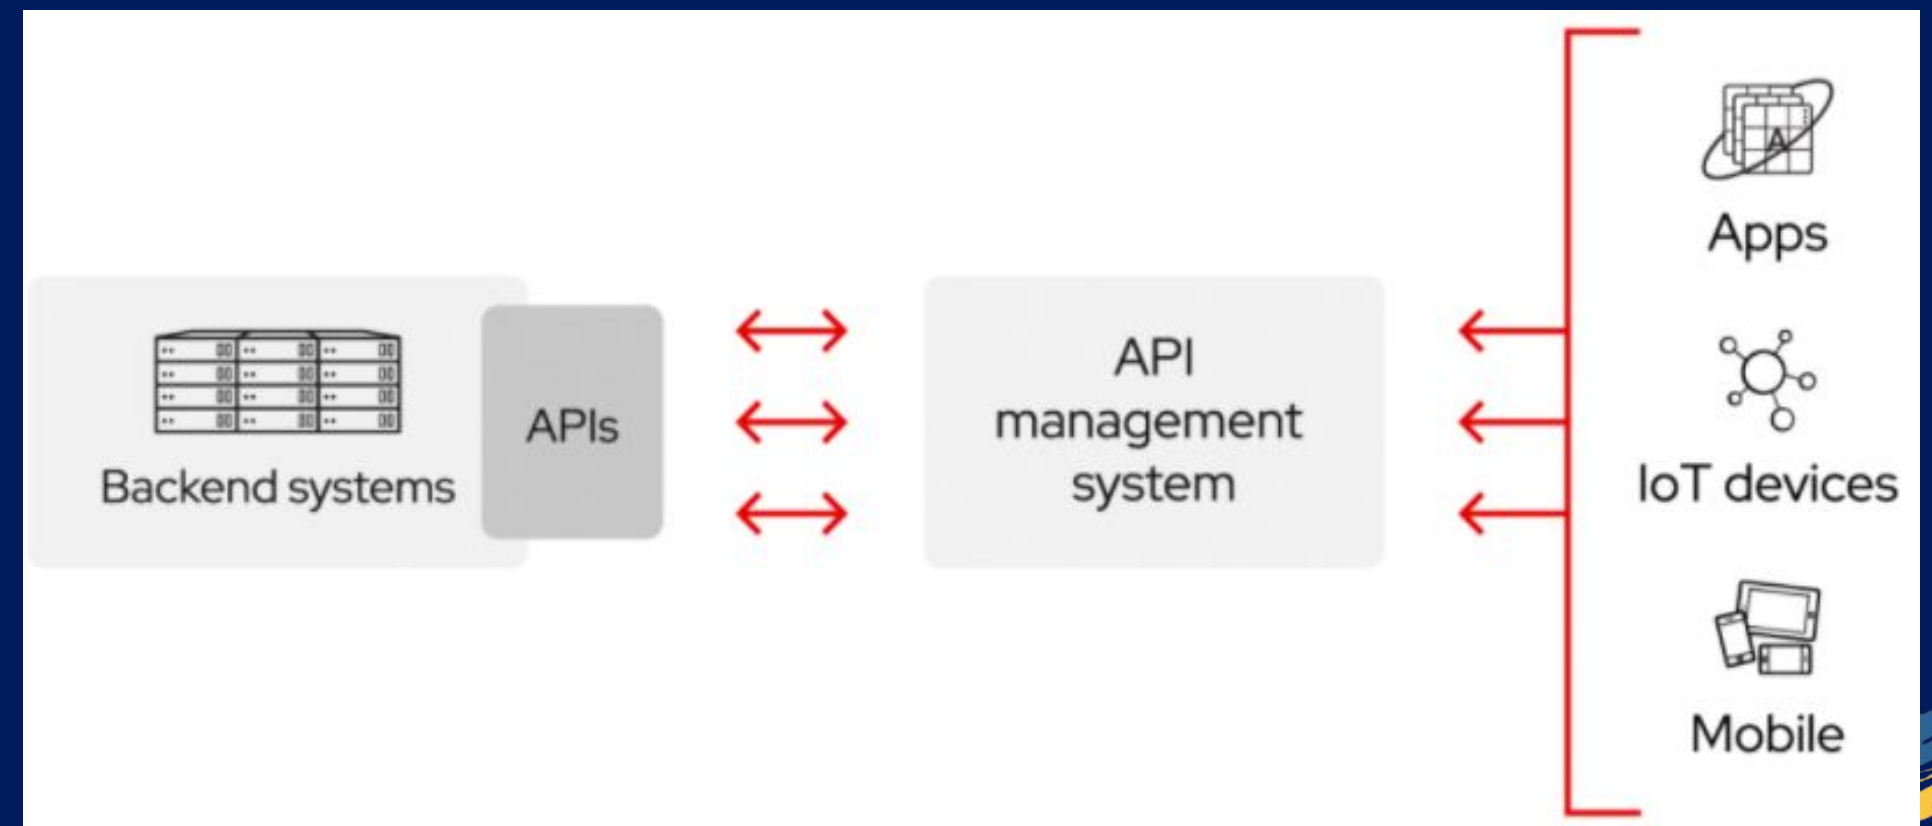 Backend systems
APIs
API
management
system
A
Apps
IoT devices
Mobile